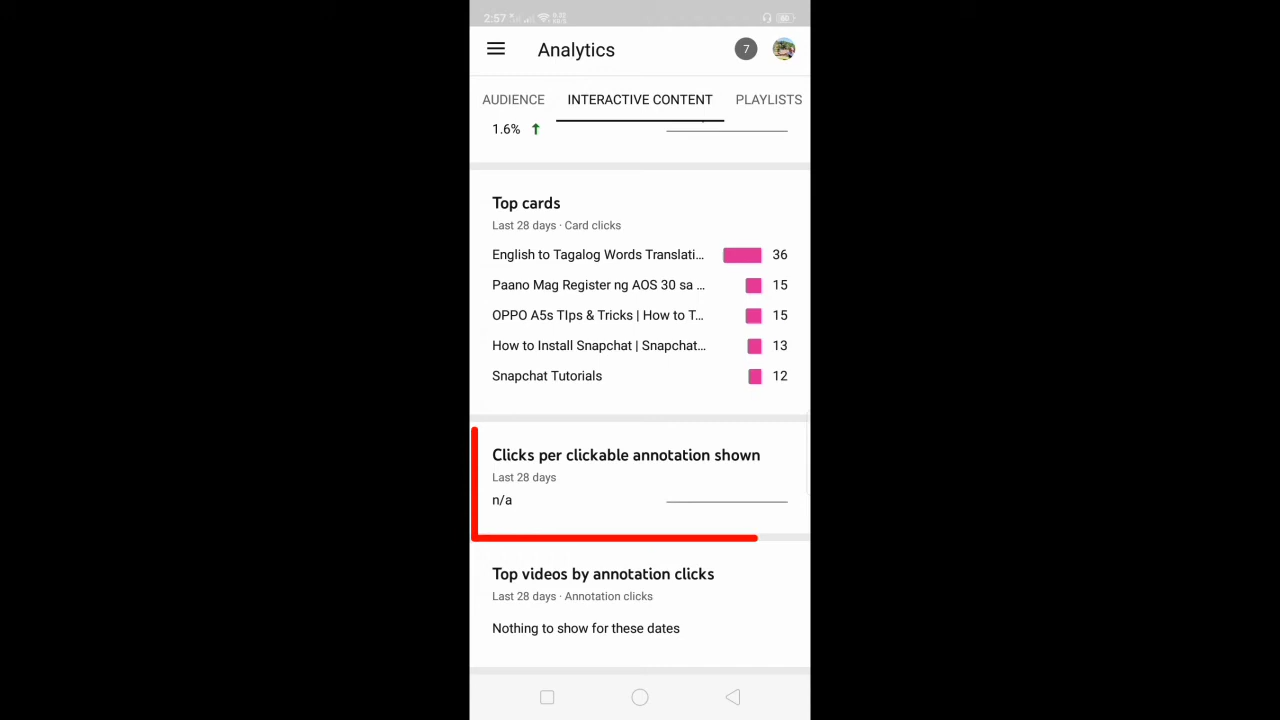 2:57
Analytics
7
AUDIENCE INTERACTIVE CONTENT PLAYLISTS
1.6%
Top cards
Last 28 days · Card clicks
English to Tagalog Words Translati... 36
Paano Mag Register ng AOS 30 sa ... 15
OPPO A5s TIps & Tricks | How to T... 15
How to Install Snapchat | Snapchat... 13
Snapchat Tutorials 12
Clicks per clickable annotation shown
Last 28 days
n/a
Top videos by annotation clicks
Last 28 days · Annotation clicks
Nothing to show for these dates